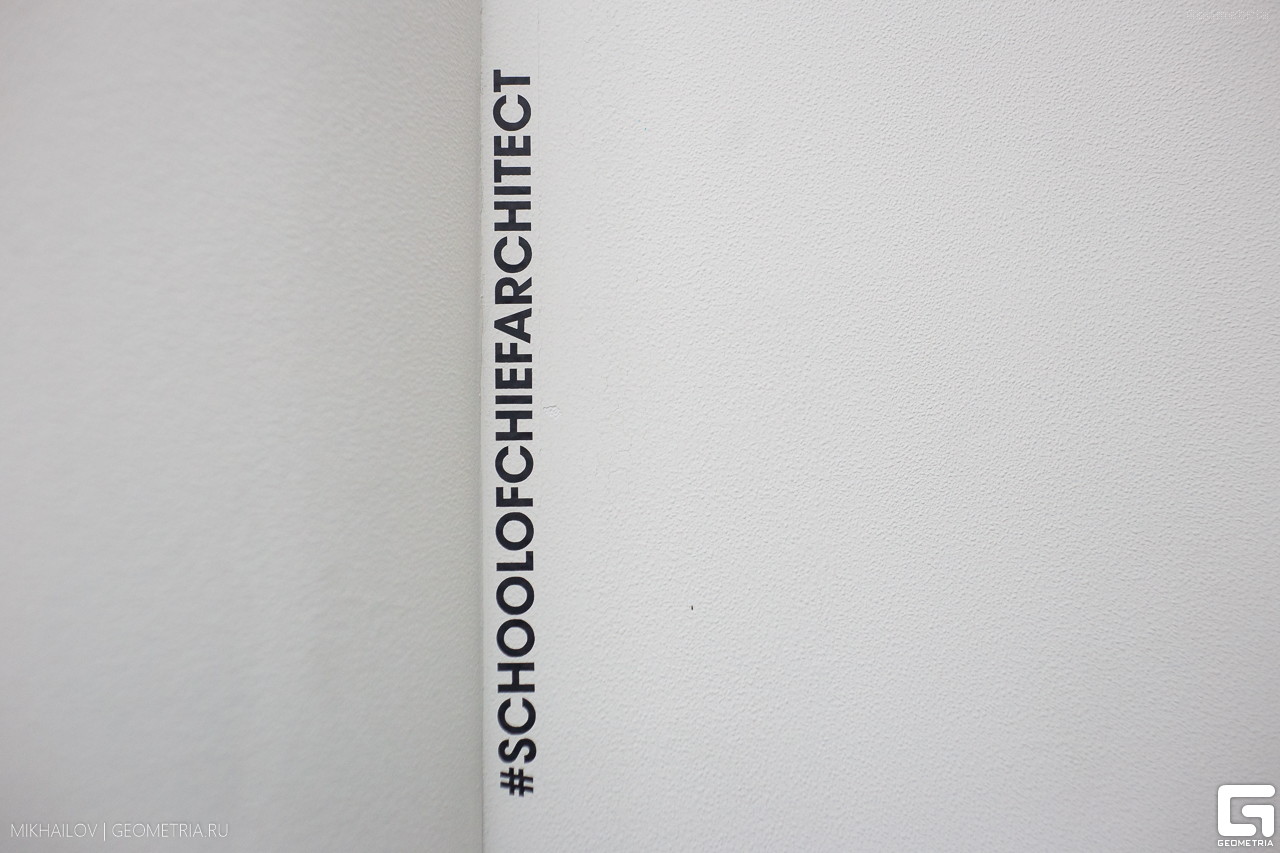 #SCHOOLOFCHIEFARCHITECT
MIKHAILOV | GEOMETRIA.RU
GEOMETRIA